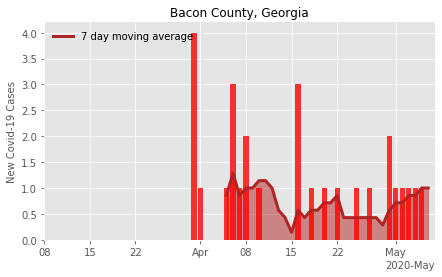 Bacon County, Georgia
7 day moving average
New Covid-19 Cases
4.0
3.5
3.0
2.5
2.0
1.5
1.0
0.5
0.0
08 15 22 Apr 08 15 22 May
2020-May